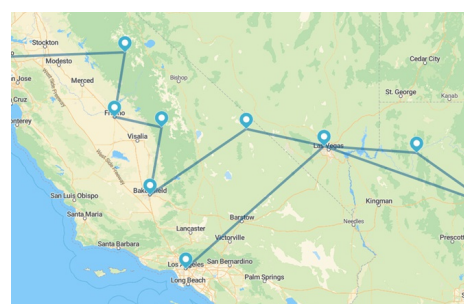 Stockton
Modesto
Cedar City
an Jose
Merced
Bishop
St. George
Kanab
Cruz
Fresno
nterey
Visalia
Las Vegas
Bakersfield
Kingman
San Luis Obispo
Santa Maria
Barstow
Needles
Lancaster
Victorville
Prescott
Santa Barbara
Los Angeles
San Bernardino
Palm Springs
Long Beach